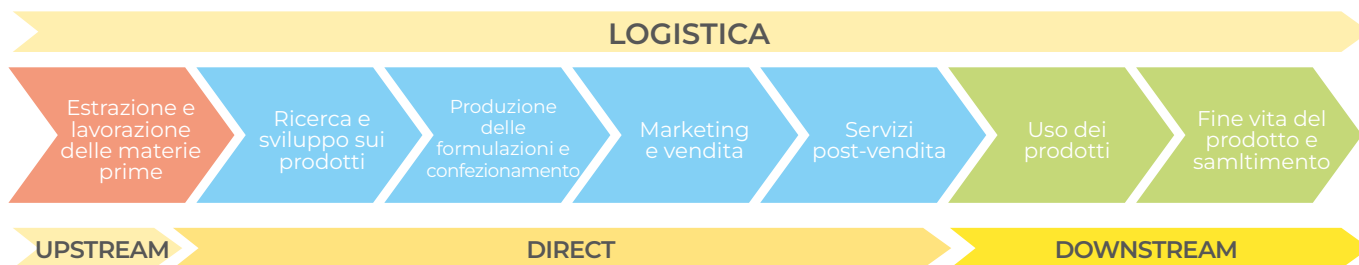 LOGISTICA
Estrazione e
lavorazione
delle materie
prime
Ricerca e
sviluppo sui
prodotti
Produzione
delle
formulazioni e
confezionamento
Marketing
e vendita
Servizi
post-vendita
Uso dei
prodotti
Fine vita del
prodotto e
samltimento
UPSTREAM
DIRECT
DOWNSTREAM